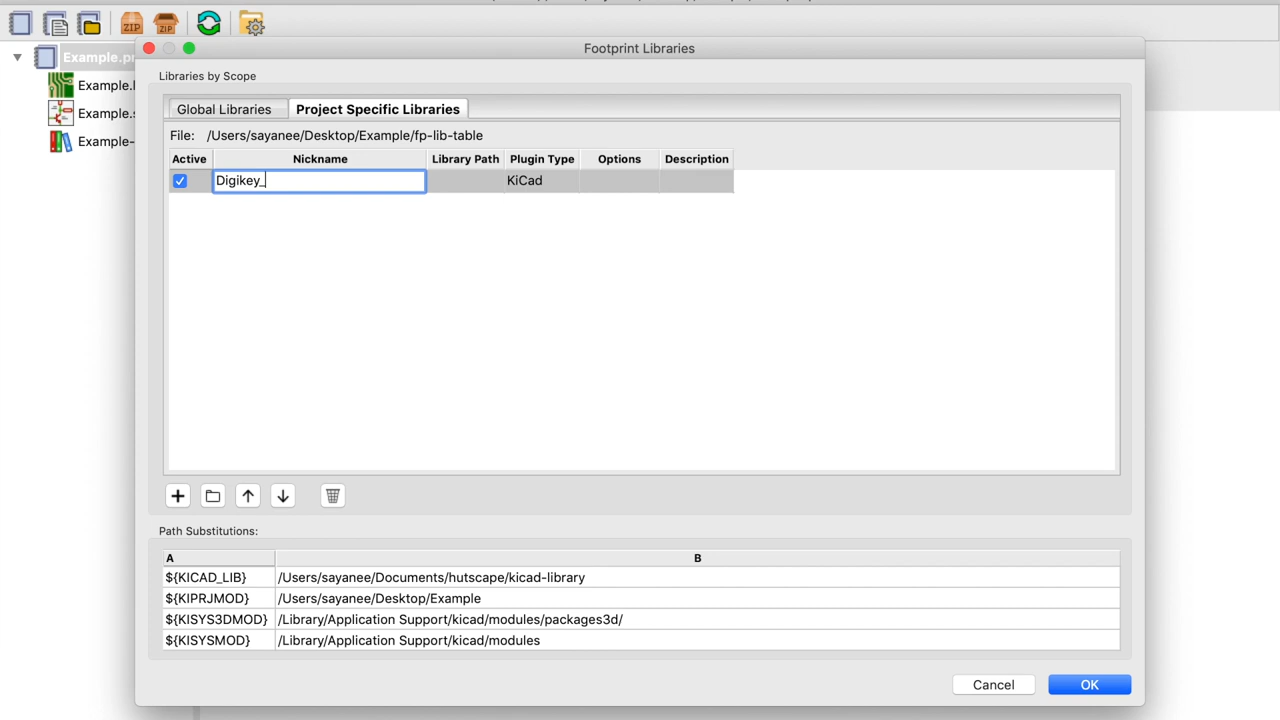 ZIP
ZIP
Footprint Libraries
Example.pr
Example.
Example.s
Example-
Libraries by Scope
Global Libraries
Project Specific Libraries
File: /Users/sayanee/Desktop/Example/fp-lib-table
Active Nickname Library Path Plugin Type Options Description
Digikey_ KiCad
Path Substitutions:
A B
${KICAD_LIB} /Users/sayanee/Documents/hutscape/kicad-library
${KIPRJMOD} /Users/sayanee/Desktop/Example
${KISYS3DMOD} /Library/Application Support/kicad/modules/packages3d/
${KISYSMOD} /Library/Application Support/kicad/modules
Cancel OK